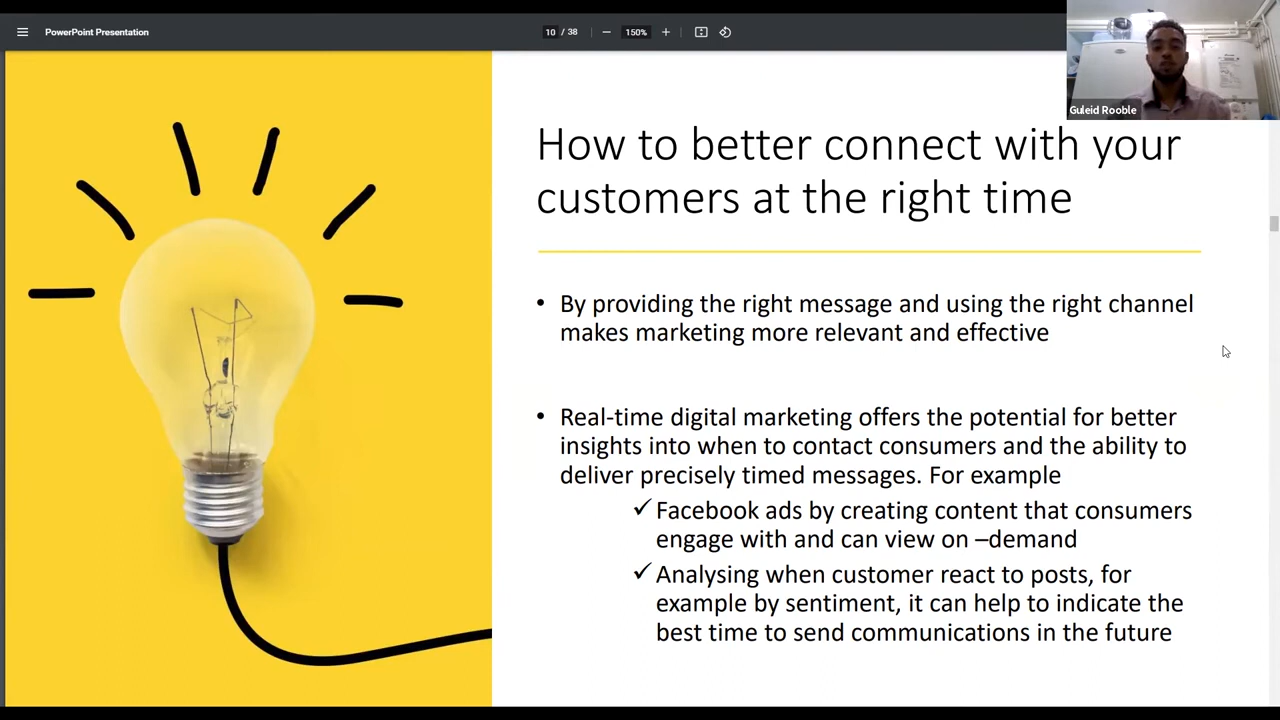 PowerPoint Presentation
10 / 38
150%
Guleid Rooble
How to better connect with your
customers at the right time
• By providing the right message and using the right channel
makes marketing more relevant and effective
• Real-time digital marketing offers the potential for better
insights into when to contact consumers and the ability to
deliver precisely timed messages. For example
✓ Facebook ads by creating content that consumers
engage with and can view on –demand
✓ Analysing when customer react to posts, for
example by sentiment, it can help to indicate the
best time to send communications in the future